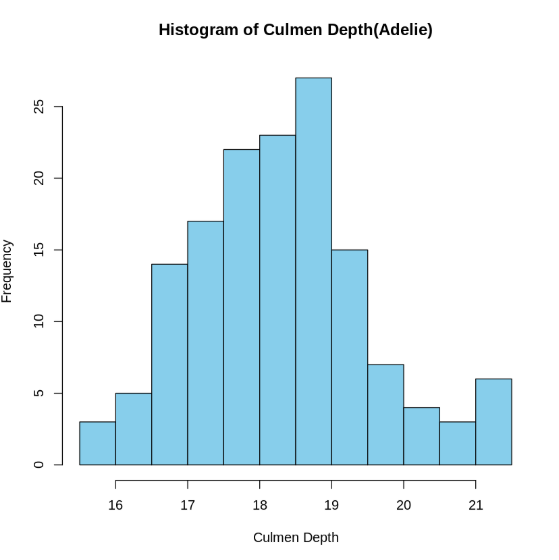 Histogram of Culmen Depth(Adelie)
Frequency
25
20
15
10
5
0
16 17 18 19 20 21
Culmen Depth